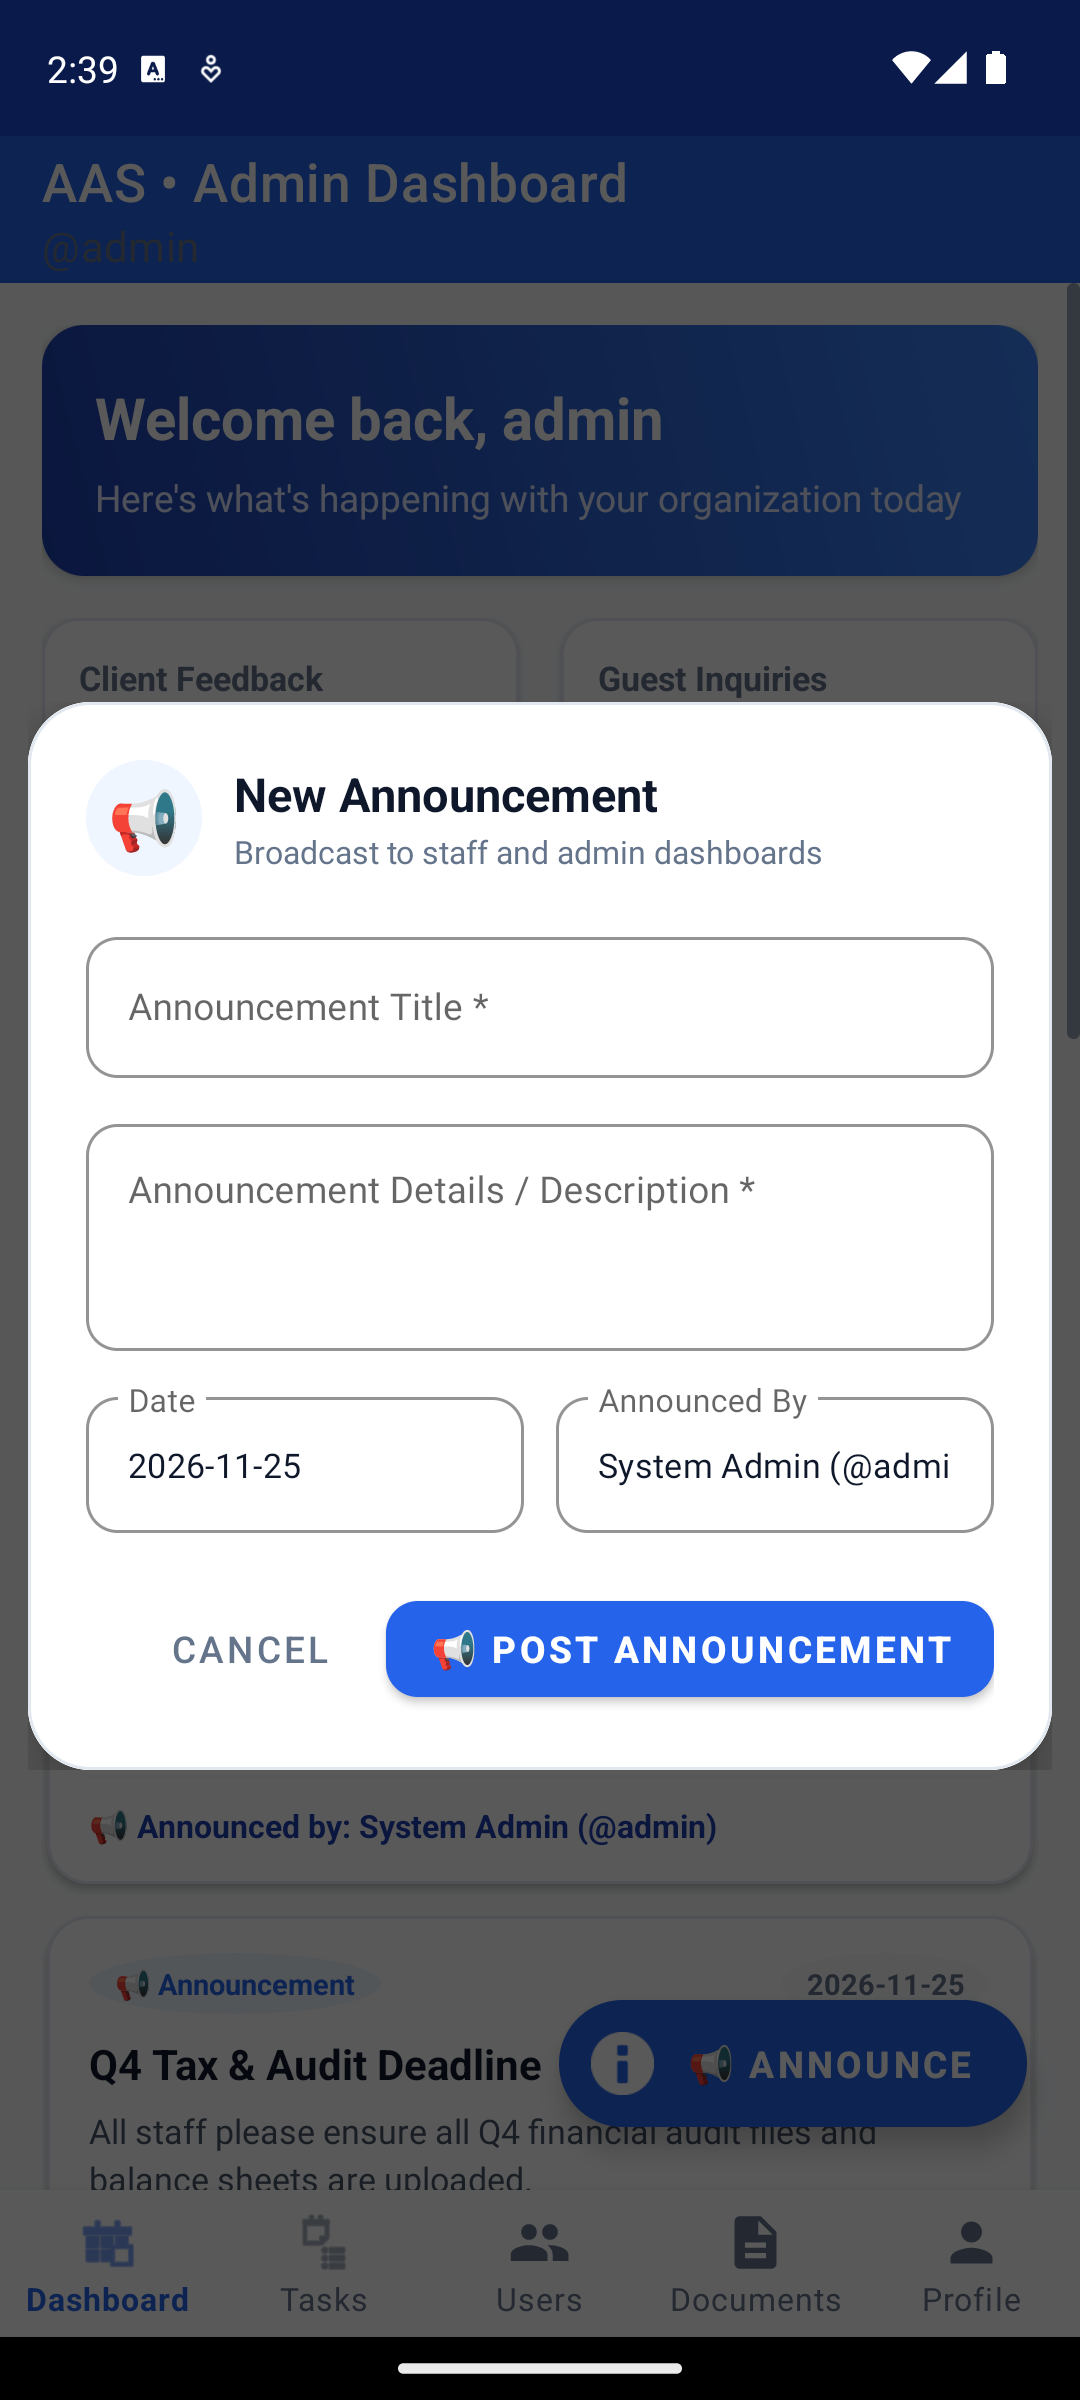 2:39
AAS • Admin Dashboard
@admin
Welcome back, admin
Here's what's happening with your organization today
Client Feedback
Guest Inquiries
New Announcement
Broadcast to staff and admin dashboards
Announcement Title *
Announcement Details / Description *
Date
2026-11-25
Announced By
System Admin (@admi
CANCEL
📢 POST ANNOUNCEMENT
📢 Announced by: System Admin (@admin)
📢 Announcement
2026-11-25
Q4 Tax & Audit Deadline
📢 ANNOUNCE
All staff please ensure all Q4 financial audit files and
balance sheets are uploaded.
Dashboard
Tasks
Users
Documents
Profile